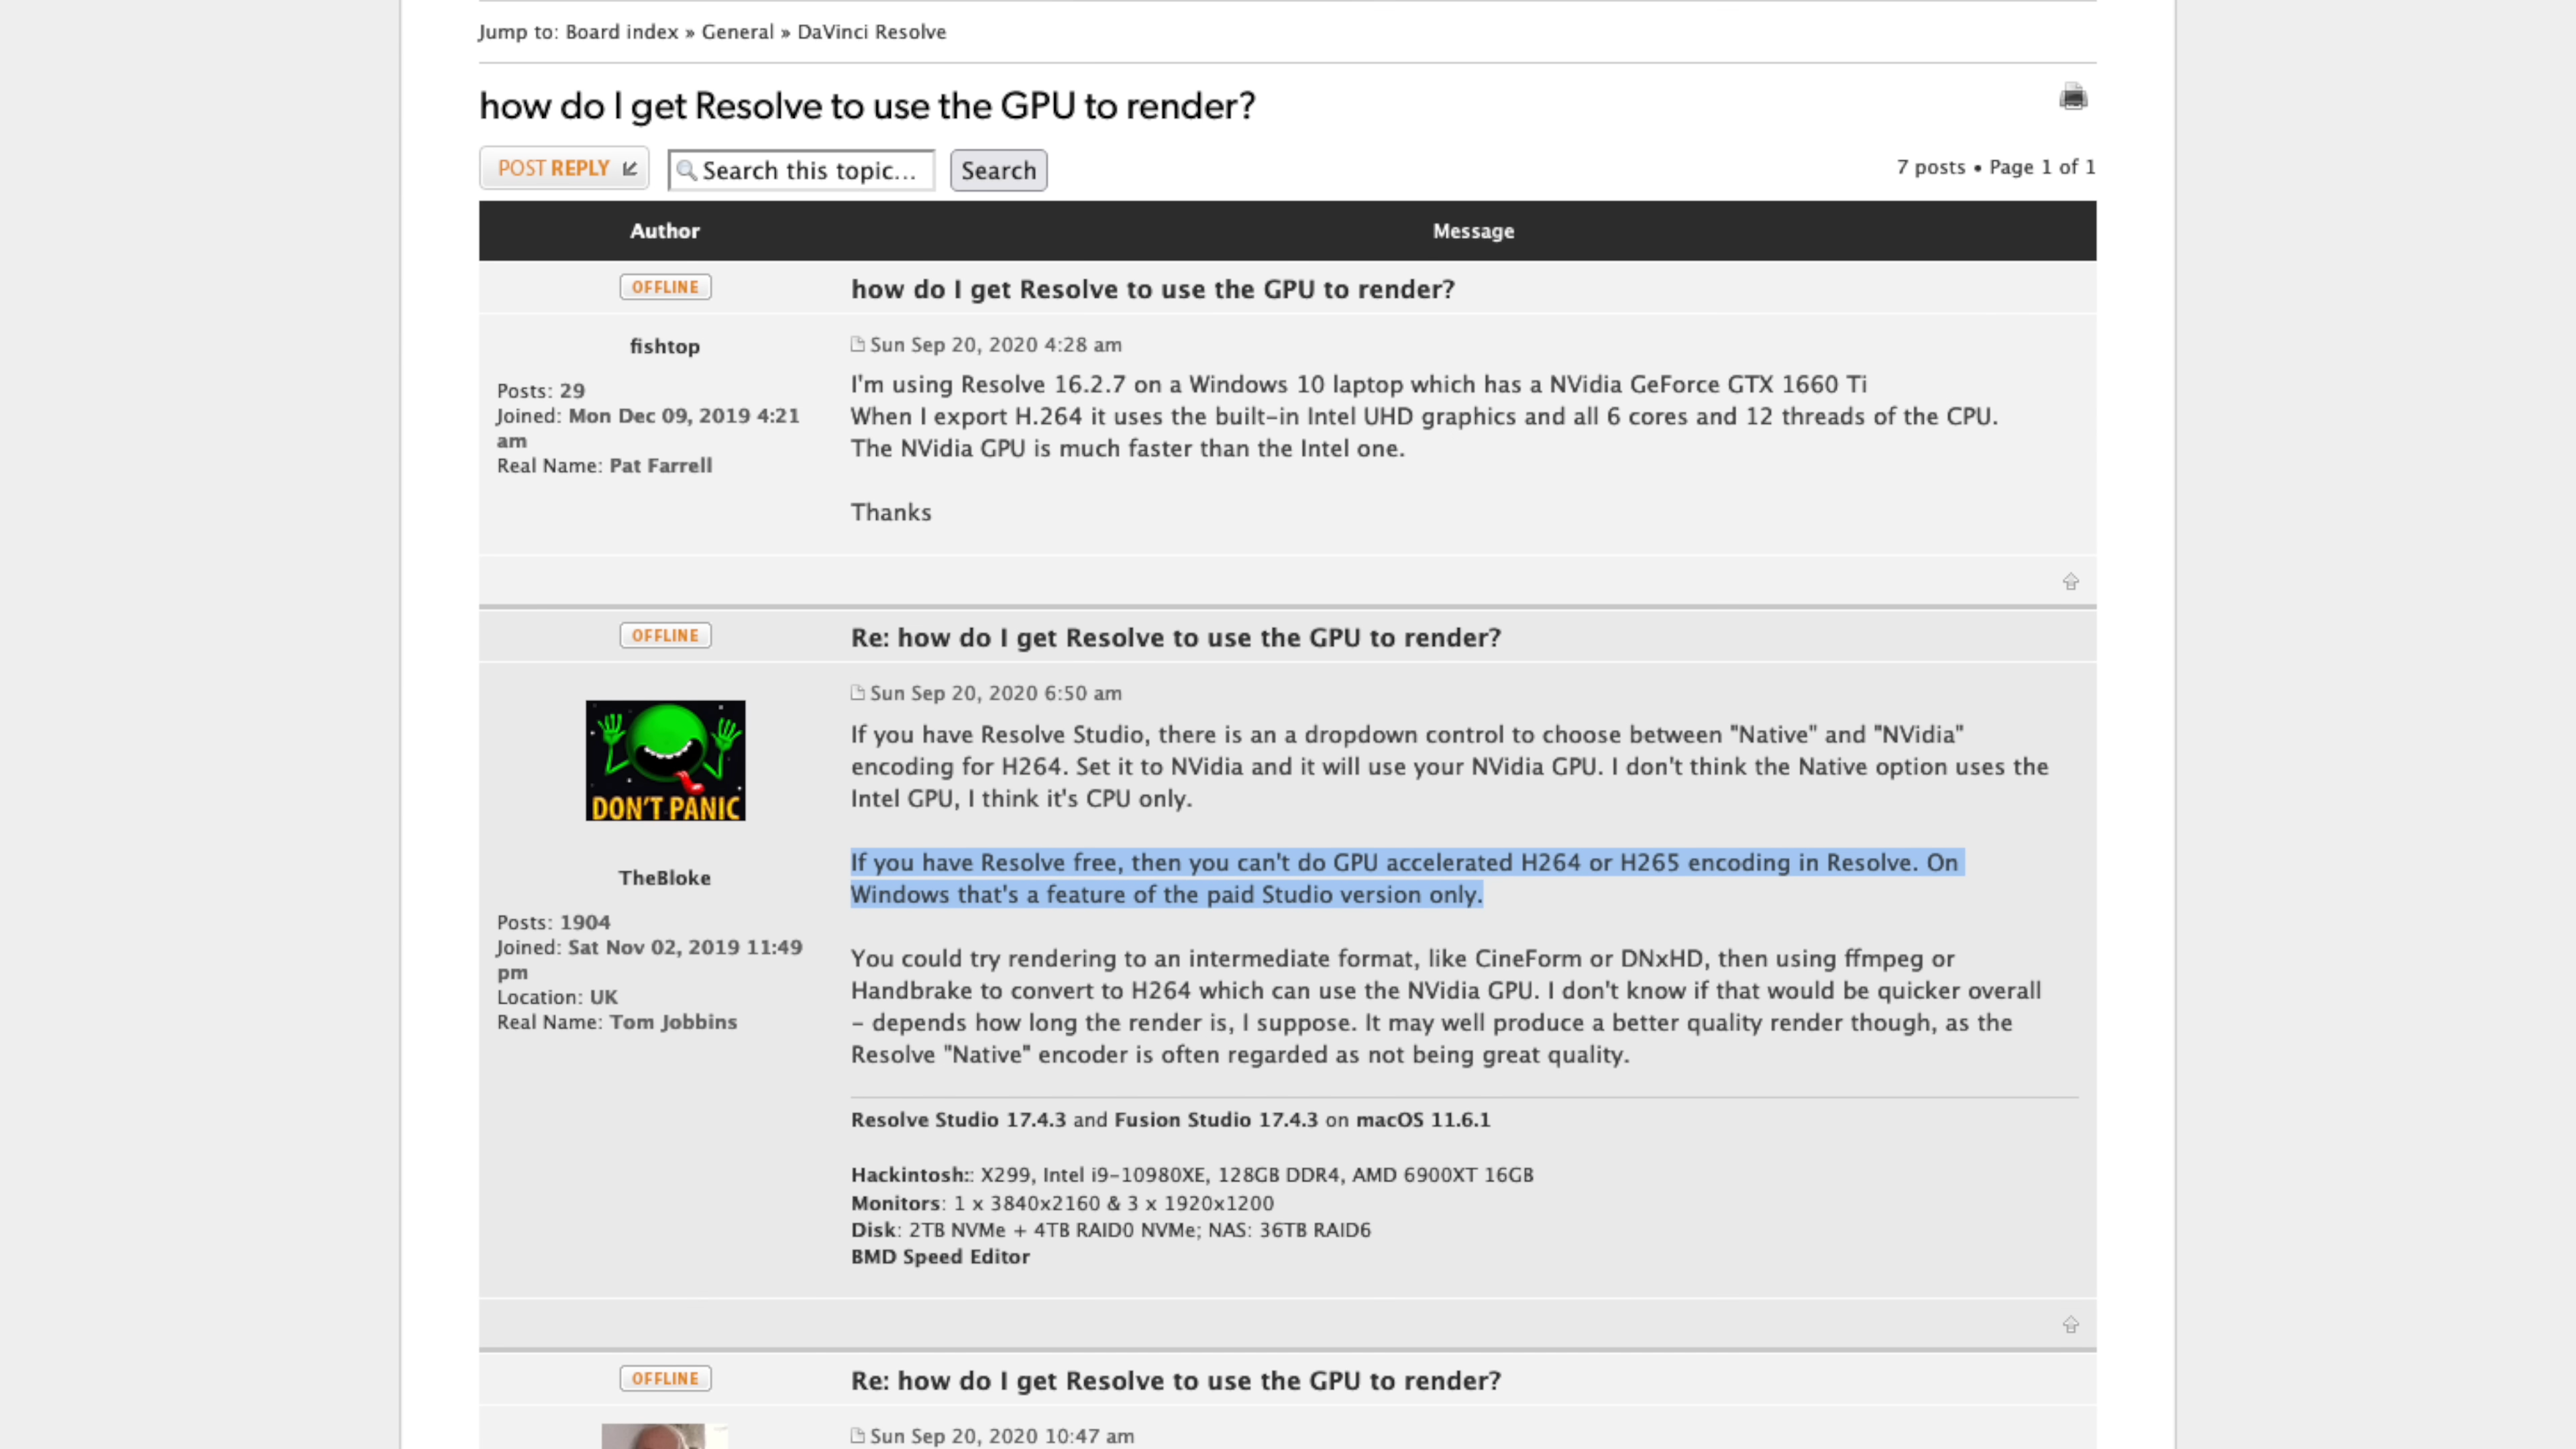 Jump to: Board index » General » DaVinci Resolve
how do I get Resolve to use the GPU to render?
POST REPLY
Search this topic...
Search
7 posts • Page 1 of 1
Author
Message
OFFLINE
how do I get Resolve to use the GPU to render?
fishtop
Posts: 29
Joined: Mon Dec 09, 2019 4:21
am
Real Name: Pat Farrell
Sun Sep 20, 2020 4:28 am
I'm using Resolve 16.2.7 on a Windows 10 laptop which has a NVidia GeForce GTX 1660 Ti
When I export H.264 it uses the built-in Intel UHD graphics and all 6 cores and 12 threads of the CPU.
The NVidia GPU is much faster than the Intel one.
Thanks
OFFLINE
Re: how do I get Resolve to use the GPU to render?
DON'T PANIC
TheBloke
Posts: 1904
Joined: Sat Nov 02, 2019 11:49
pm
Location: UK
Real Name: Tom Jobbins
Sun Sep 20, 2020 6:50 am
If you have Resolve Studio, there is an a dropdown control to choose between "Native" and "NVidia"
encoding for H264. Set it to NVidia and it will use your NVidia GPU. I don't think the Native option uses the
Intel GPU, I think it's CPU only.
If you have Resolve free, then you can't do GPU accelerated H264 or H265 encoding in Resolve. On
Windows that's a feature of the paid Studio version only.
You could try rendering to an intermediate format, like CineForm or DNxHD, then using ffmpeg or
Handbrake to convert to H264 which can use the NVidia GPU. I don't know if that would be quicker overall
- depends how long the render is, I suppose. It may well produce a better quality render though, as the
Resolve "Native" encoder is often regarded as not being great quality.
Resolve Studio 17.4.3 and Fusion Studio 17.4.3 on macOS 11.6.1
Hackintosh:: X299, Intel i9-10980XE, 128GB DDR4, AMD 6900XT 16GB
Monitors: 1 x 3840x2160 & 3 x 1920x1200
Disk: 2TB NVMe + 4TB RAID0 NVMe; NAS: 36TB RAID6
BMD Speed Editor
OFFLINE
Re: how do I get Resolve to use the GPU to render?
Sun Sep 20, 2020 10:47 am